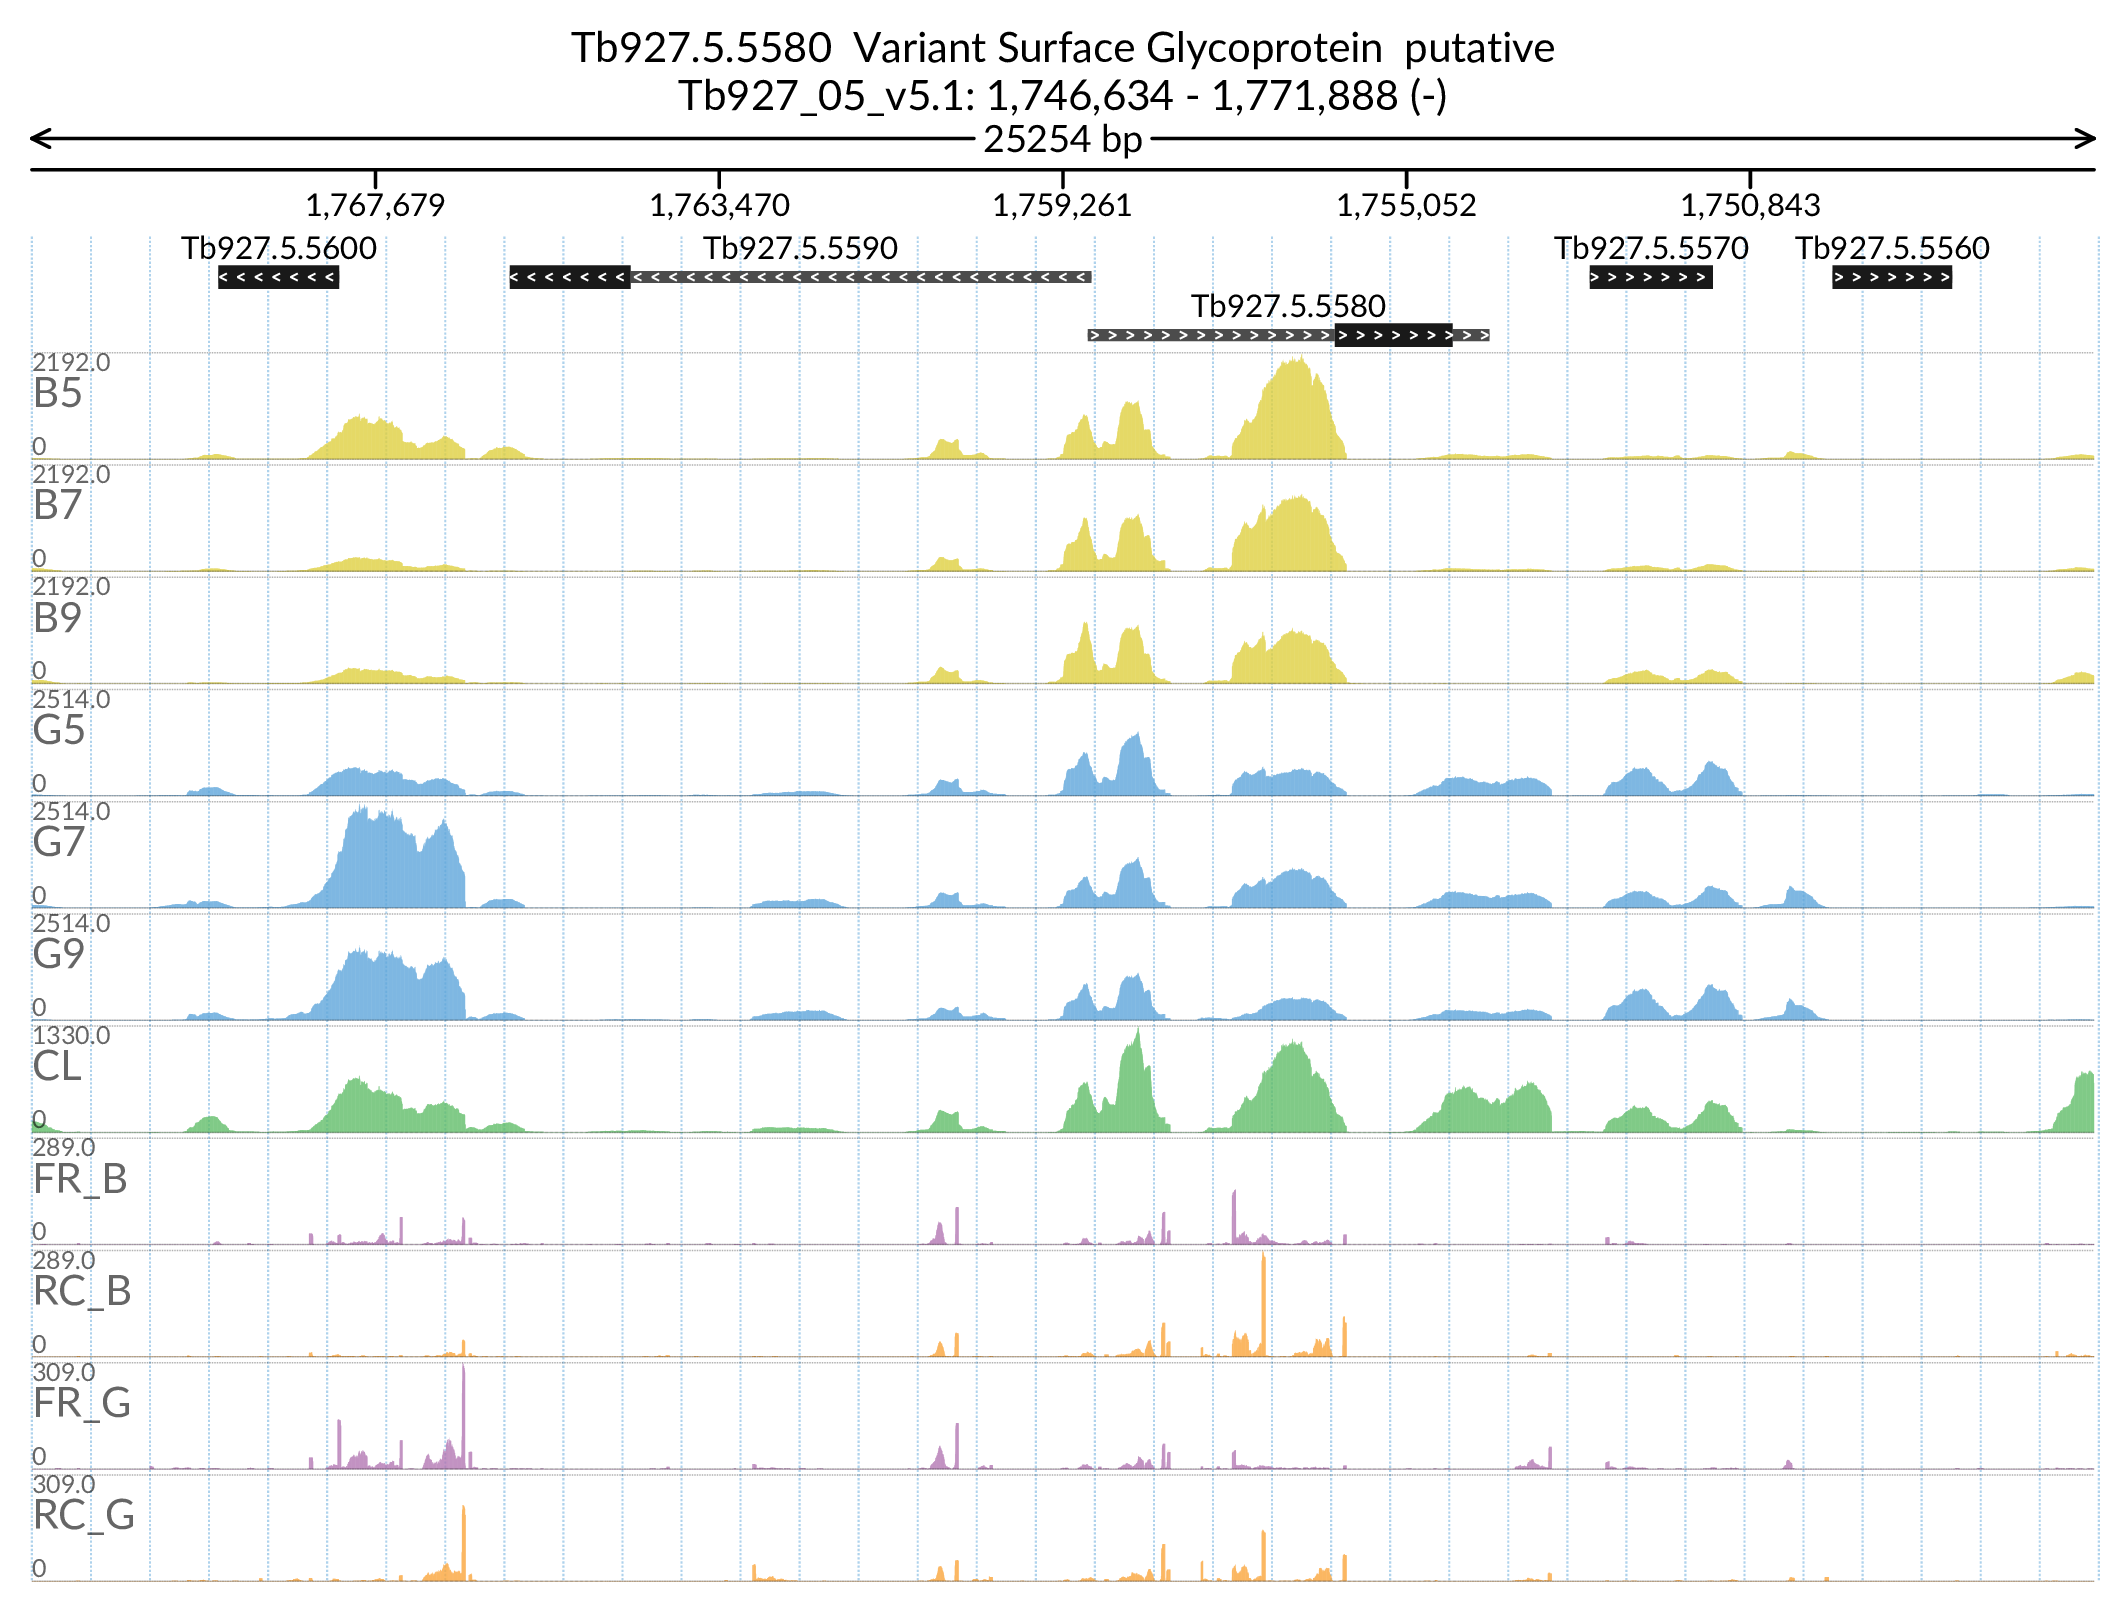 Tb927.5.5580  Variant Surface Glycoprotein  putative
Tb927_05_v5.1: 1,746,634 - 1,771,888 (-)
25254 bp
1,767,679 1,763,470 1,759,261 1,755,052 1,750,843
Tb927.5.5600 Tb927.5.5590 Tb927.5.5570 Tb927.5.5560
Tb927.5.5580
2192.0
B5
0
2192.0
B7
0
2192.0
B9
0
2514.0
G5
0
2514.0
G7
0
2514.0
G9
0
1330.0
CL
0
289.0
FR_B
0
289.0
RC_B
0
309.0
FR_G
0
309.0
RC_G
0